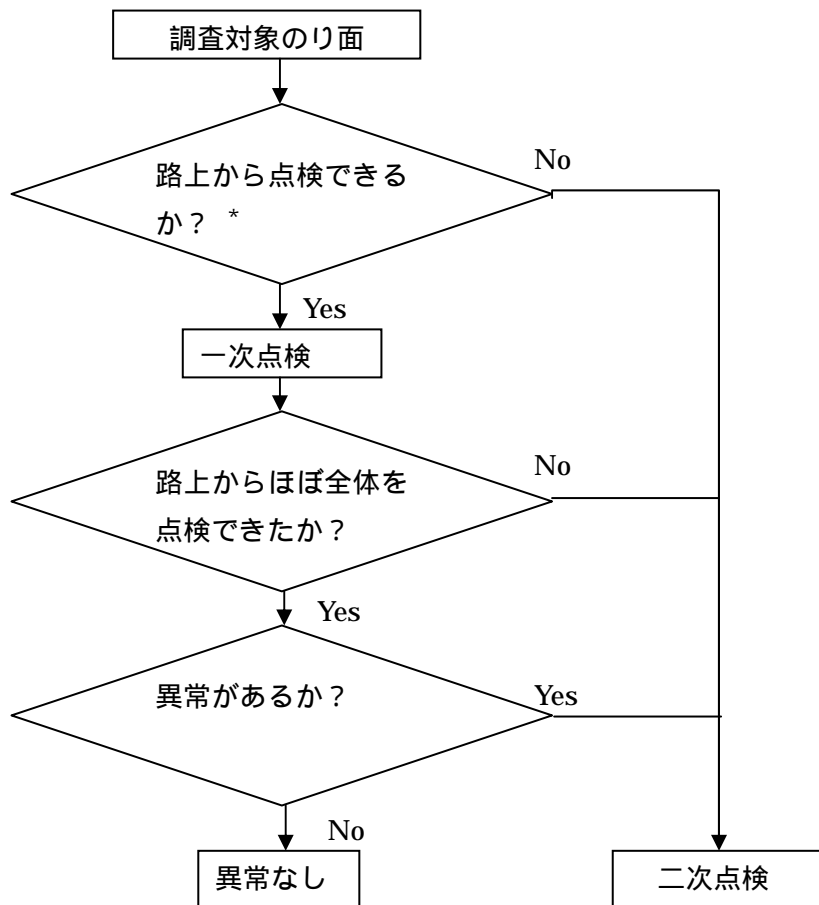 調査対象のり面
路上から点検できる
か？ *
No
Yes
一次点検
路上からほぼ全体を
点検できたか？
No
Yes
異常があるか？
Yes
No
異常なし
二次点検